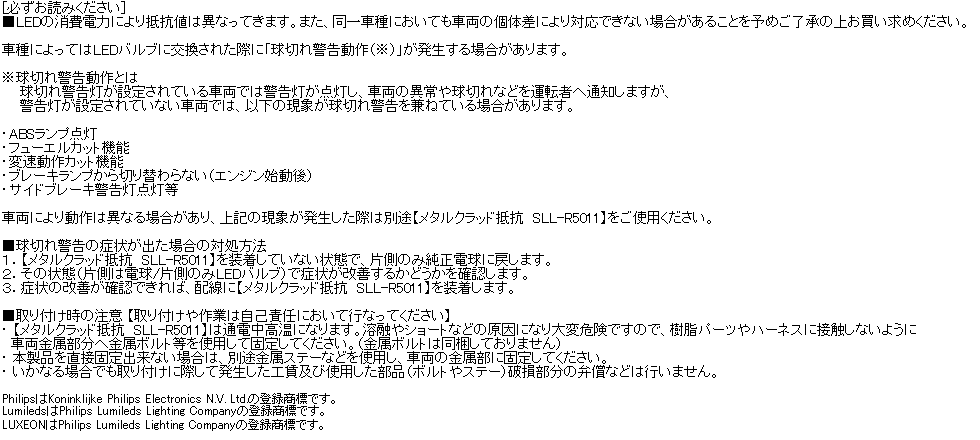 [必ずお読みください]
■LEDの消費電力により抵抗値は異なってきます。また、同一車種においても車両の個体差により対応できない場合があることを予めご了承の上お買い求めください。
車種によってはLEDバルブに交換された際に「球切れ警告動作(※)」が発生する場合があります。
※球切れ警告動作とは
球切れ警告灯が設定されている車両では警告灯が点灯し、車両の異常や球切れなどを運転者へ通知しますが、
警告灯が設定されていない車両では、以下の現象が球切れ警告を兼ねている場合があります。
・ABSランプ点灯
・フューエルカット機能
・変速動作カット機能
・ブレーキランプから切り替わらない(エンジン始動後)
・サイドブレーキ警告灯点灯等
車両により動作は異なる場合があり、上記の現象が発生した際は別途【メタルクラッド抵抗 SLL-R5011】をご使用ください。
■球切れ警告の症状が出た場合の対処方法
1.【メタルクラッド抵抗 SLL-R5011】を装着していない状態で、片側のみ純正電球に戻します。
2.その状態(片側は電球/片側のみLEDバルブ)で症状が改善するかどうかを確認します。
3.症状の改善が確認できれば、配線に【メタルクラッド抵抗 SLL-R5011】を装着します。
■取り付け時の注意【取り付けや作業は自己責任において行なってください】
・【メタルクラッド抵抗 SLL-R5011】は通電中高温になります。溶融やショートなどの原因になり大変危険ですので、樹脂パーツやハーネスに接触しないように
車両金属部分へ金属ボルト等を使用して固定してください。(金属ボルトは同梱しておりません)
・本製品を直接固定出来ない場合は、別途金属ステーなどを使用し、車両の金属部に固定してください。
・いかなる場合でも取り付けに際して発生した工賃及び使用した部品(ボルトやステー)破損部分の弁償などは行いません。
PhilipsはKoninklijke Philips Electronics N.V. Ltd.の登録商標です。
LumiledsはPhilips Lumileds Lighting Companyの登録商標です。
LUXEONはPhilips Lumileds Lighting Companyの登録商標です。